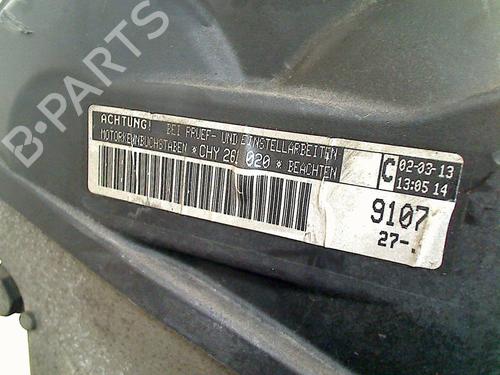 B-PARTS
ACHTUNG! BEI PRUEF- UND EINSTELLARBEITEN
MOTORKENNBUCHSTABEN *CHY 26 020* BEACHTEN
C 02-03-13
13:05 14
9107
27-.